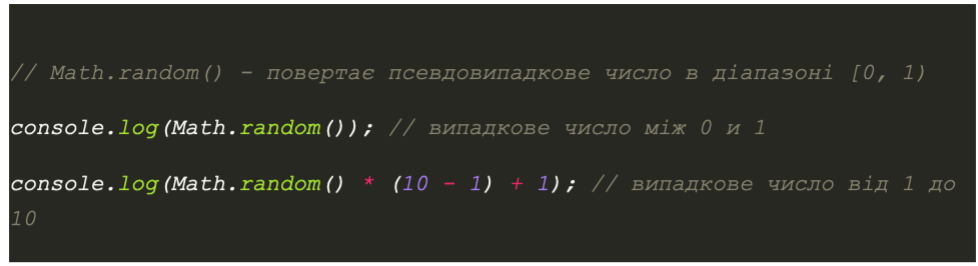 // Math.random() - повертає псевдовипадкове число в діапазоні [0, 1)
console.log(Math.random()); // випадкове число між 0 и 1
console.log(Math.random() * (10 - 1) + 1); // випадкове число від 1 до
10